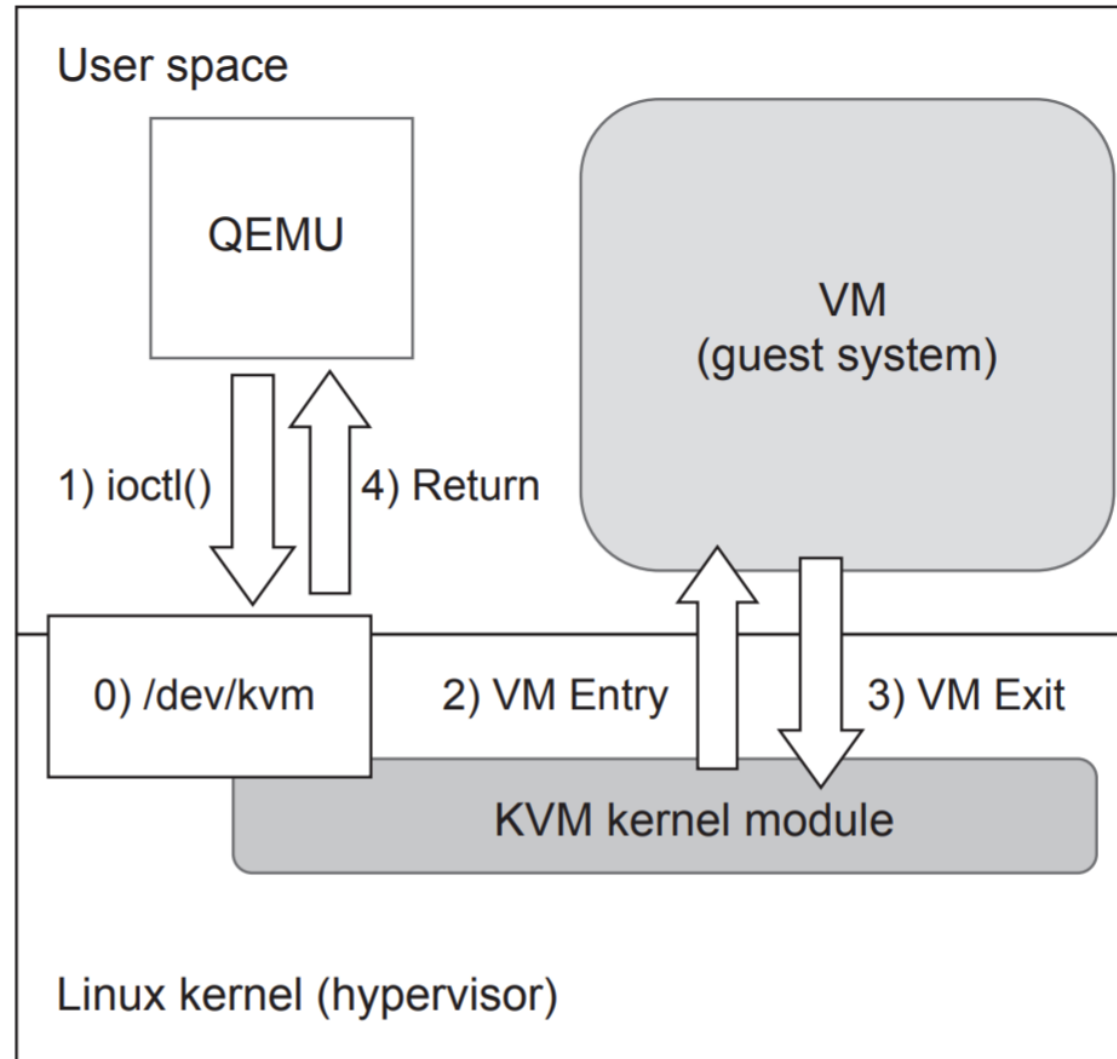 User space
QEMU
VM
(guest system)
1) ioctl()
4) Return
0) /dev/kvm
2) VM Entry
3) VM Exit
KVM kernel module
Linux kernel (hypervisor)